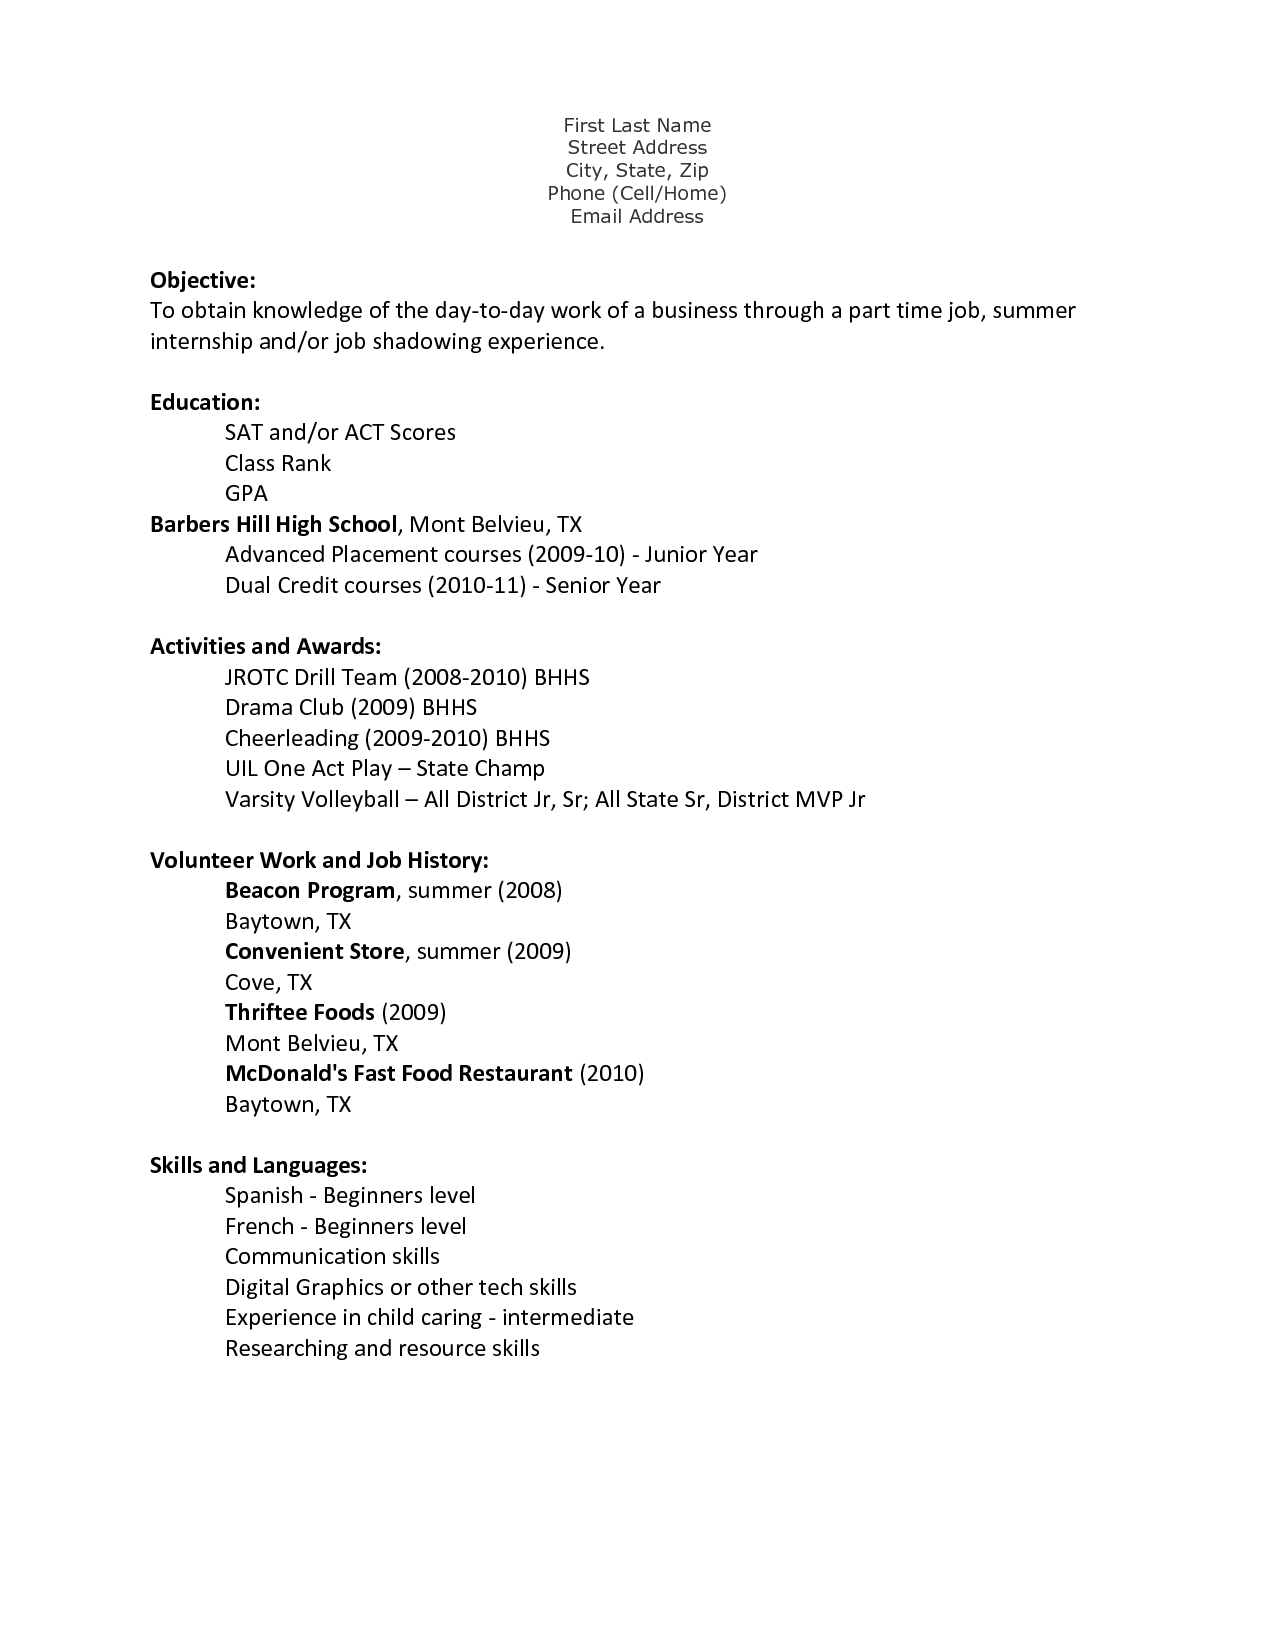 First Last Name
Street Address
City, State, Zip
Phone (Cell/Home)
Email Address
Objective:
To obtain knowledge of the day-to-day work of a business through a part time job, summer
internship and/or job shadowing experience.
Education:
SAT and/or ACT Scores
Class Rank
GPA
Barbers Hill High School, Mont Belvieu, TX
Advanced Placement courses (2009-10) - Junior Year
Dual Credit courses (2010-11) - Senior Year
Activities and Awards:
JROTC Drill Team (2008-2010) BHHS
Drama Club (2009) BHHS
Cheerleading (2009-2010) BHHS
UIL One Act Play – State Champ
Varsity Volleyball – All District Jr, Sr; All State Sr, District MVP Jr
Volunteer Work and Job History:
Beacon Program, summer (2008)
Baytown, TX
Convenient Store, summer (2009)
Cove, TX
Thriftee Foods (2009)
Mont Belvieu, TX
McDonald's Fast Food Restaurant (2010)
Baytown, TX
Skills and Languages:
Spanish - Beginners level
French - Beginners level
Communication skills
Digital Graphics or other tech skills
Experience in child caring - intermediate
Researching and resource skills